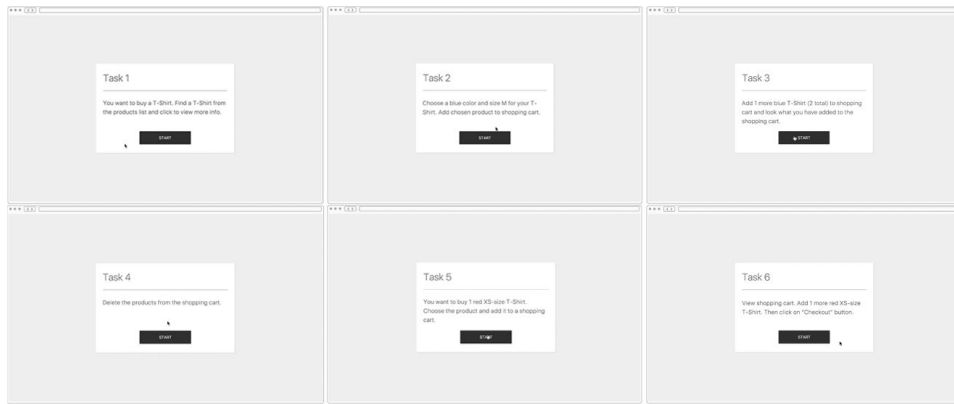 Task 1
You want to buy a T-Shirt. Find a T-Shirt from
the products list and click to view more info.
START
Task 2
Choose a blue color and size M for your T-
Shirt. Add chosen product to shopping cart.
START
Task 3
Add 1 more blue T-Shirt (2 total) to shopping
cart and look what you have added to the
shopping cart.
START
Task 4
Delete the products from the shopping cart.
START
Task 5
You want to buy 1 red XS-size T-Shirt.
Choose the product and add it to a shopping
cart.
START
Task 6
View shopping cart. Add 1 more red XS-size
T-Shirt. Then click on "Checkout" button.
START